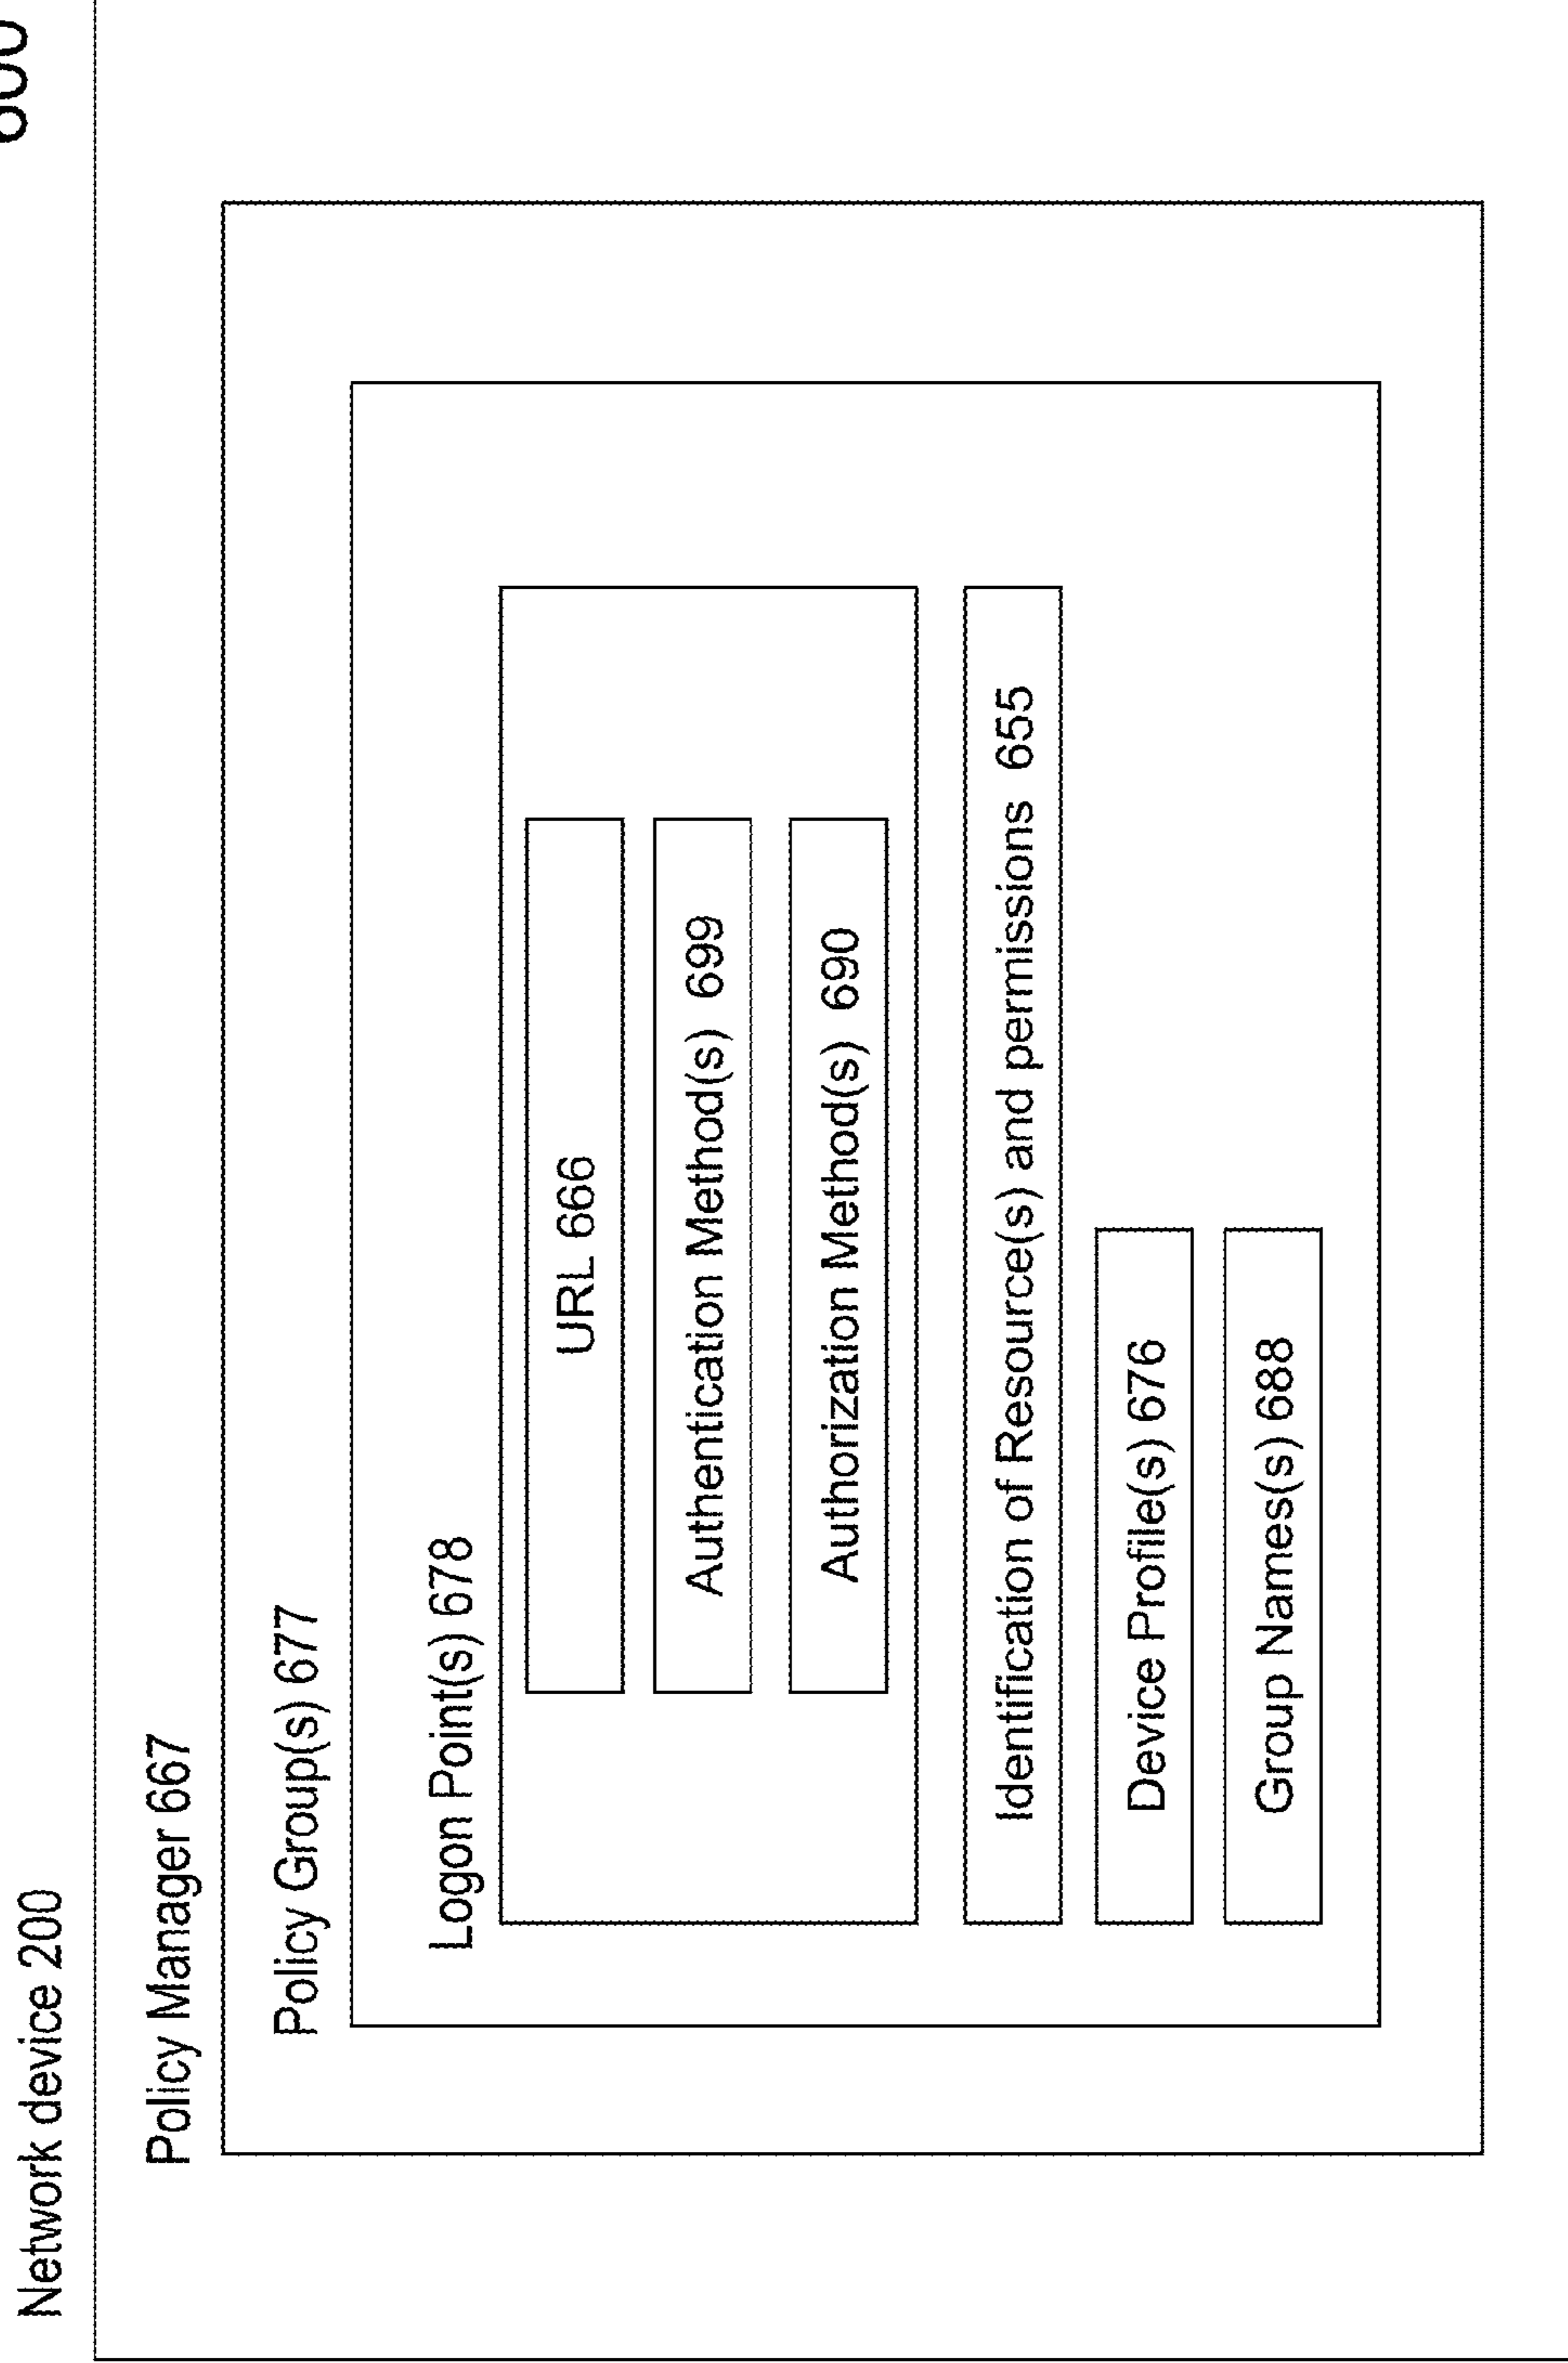 Network device 200
Policy Manager 667
Policy Group(s) 677
Logon Point(s) 678
URL 666
Authentication Method(s) 699
Authorization Method(s) 690
Identification of Resource(s) and permissions 655
Device Profile(s) 676
Group Names(s) 688